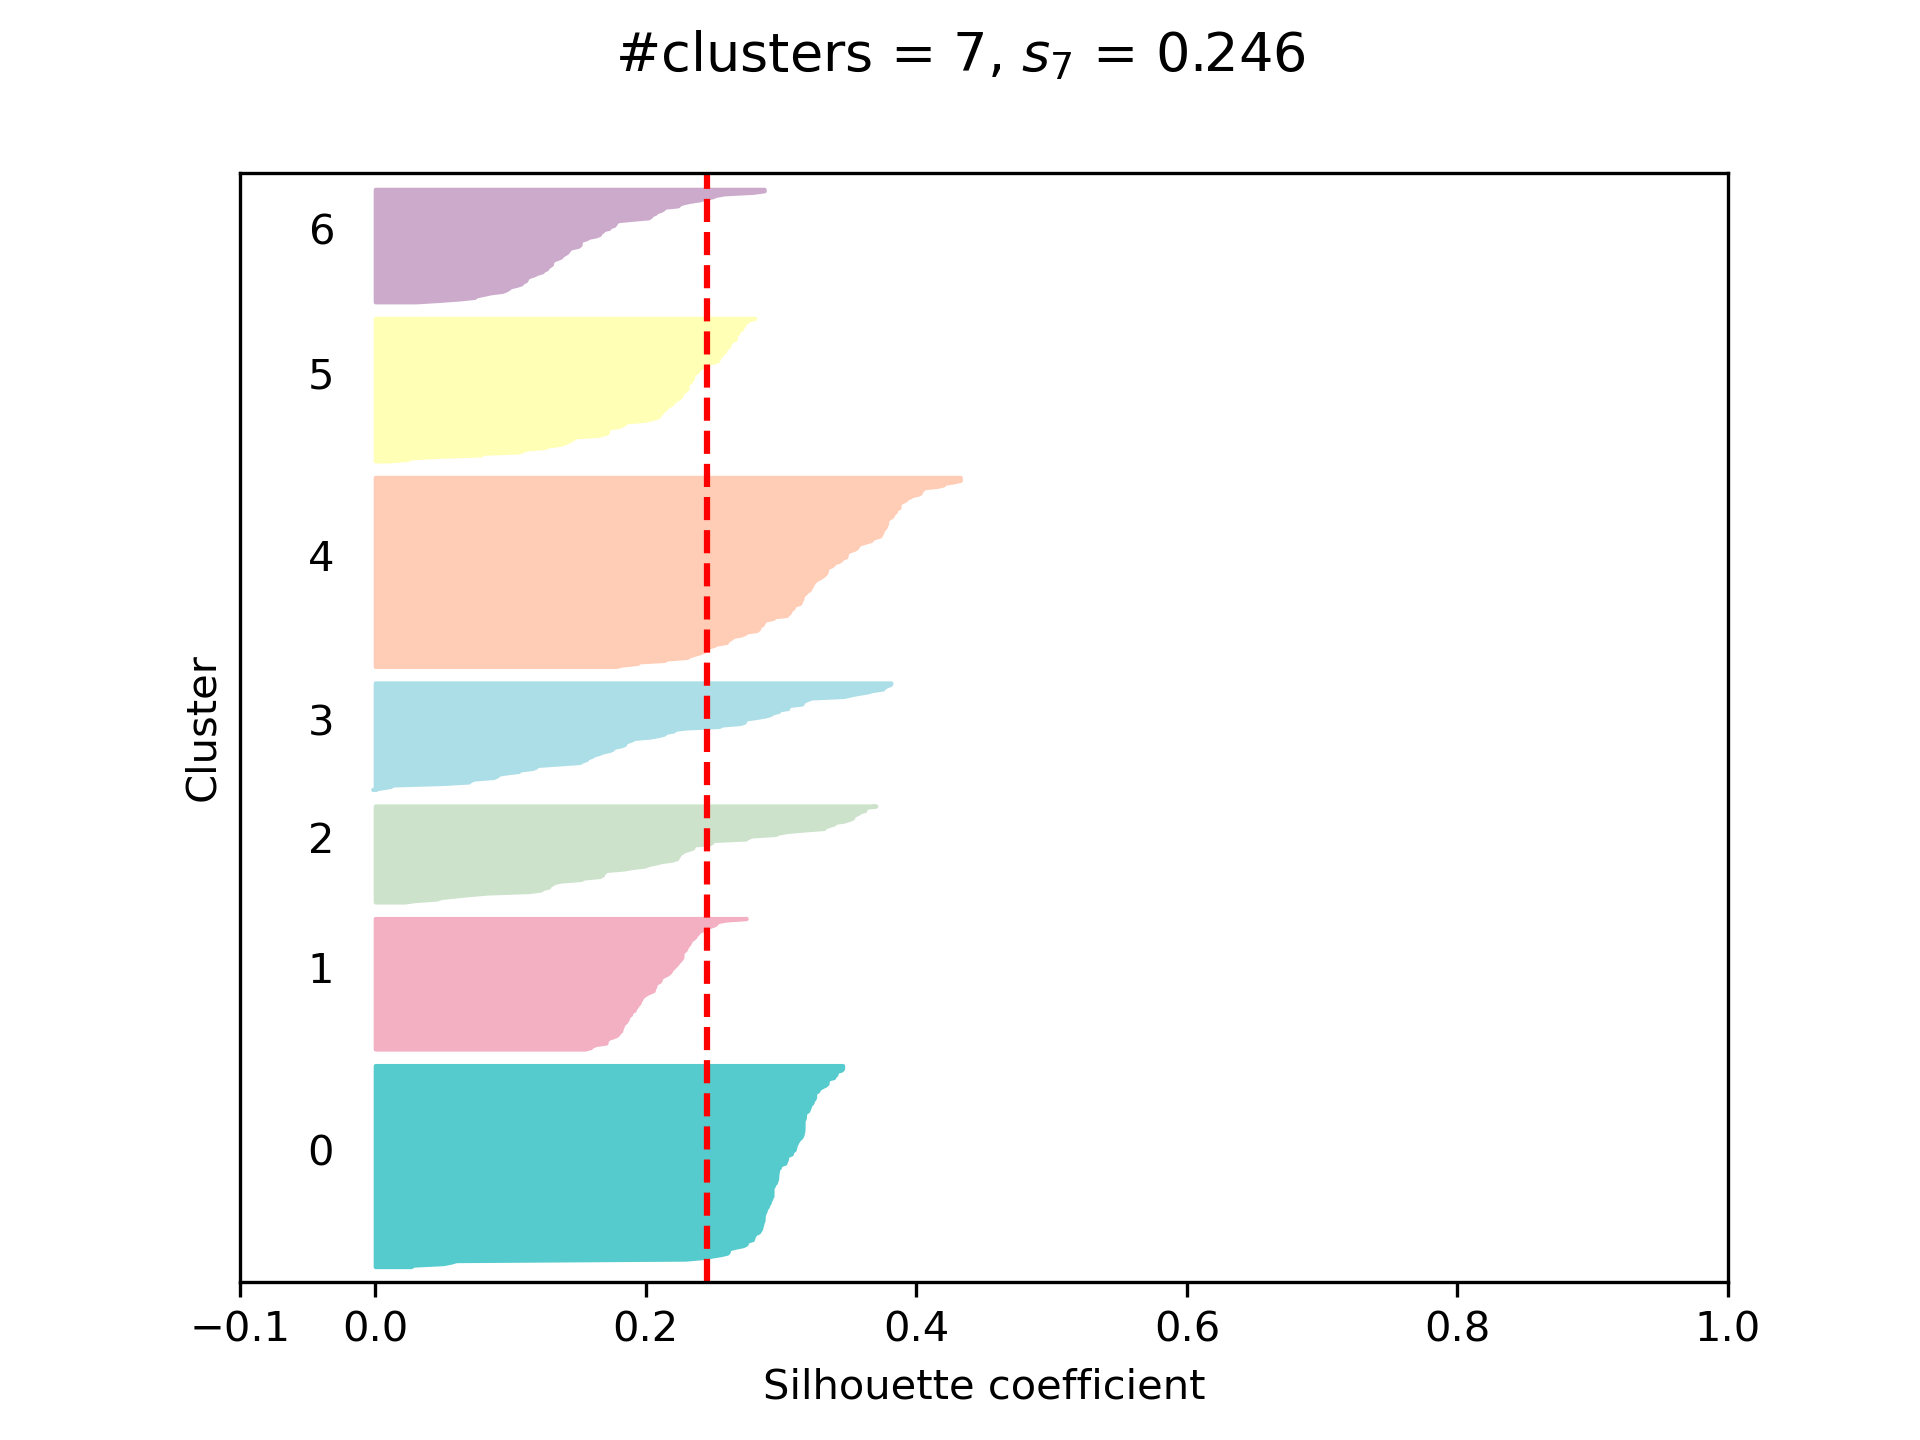 #clusters = 7, s₇ = 0.246
6
5
4
3
2
1
0
Cluster
−0.1 0.0 0.2 0.4 0.6 0.8 1.0
Silhouette coefficient